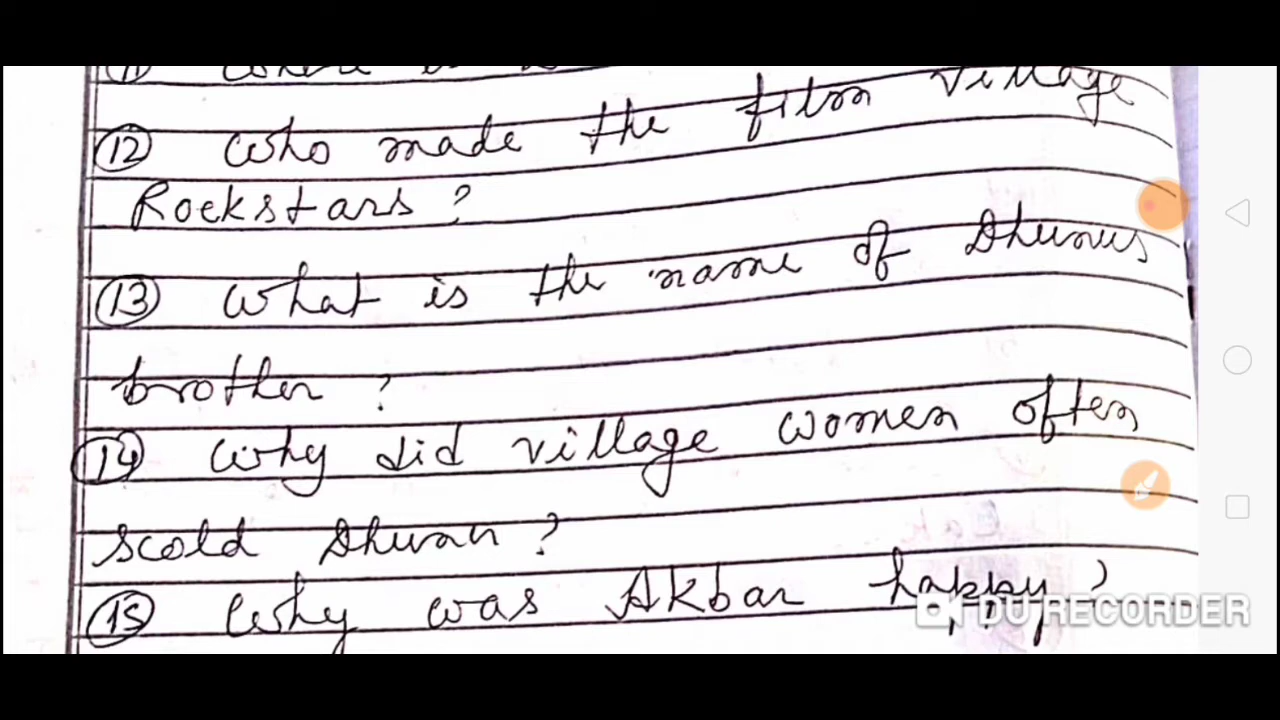 ⑫ Who made the film Village
Rockstars ?
⑬ What is the name of Dhunus
brother ?
⑭ Why did village women often
scold Dhunu ?
⑮ Why was Akbar happy ?
DU RECORDER